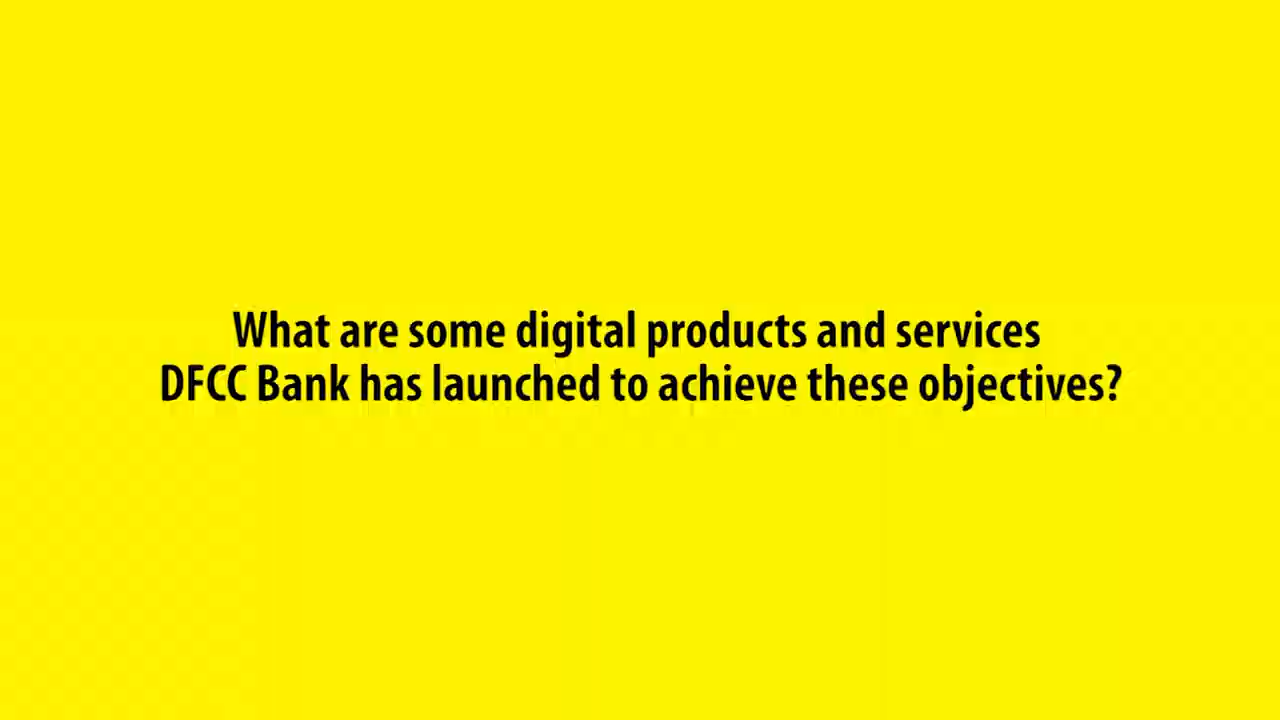 What are some digital products and services
DFCC Bank has launched to achieve these objectives?